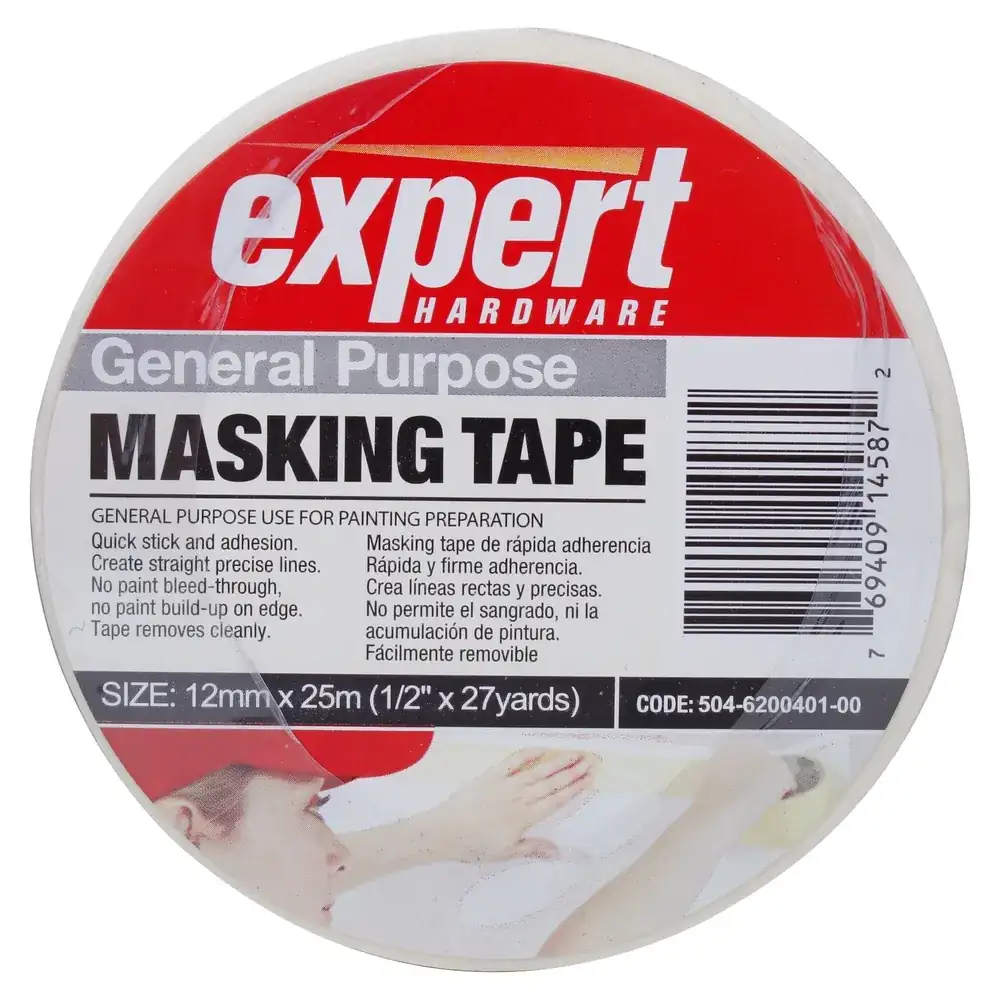 expert
HARDWARE
General Purpose
MASKING TAPE
GENERAL PURPOSE USE FOR PAINTING PREPARATION
Quick stick and adhesion.
Create straight precise lines.
No paint bleed-through,
no paint build-up on edge.
Tape removes cleanly.
Masking tape de rápida adherencia
Rápida y firme adherencia.
Crea líneas rectas y precisas.
No permite el sangrado, ni la
acumulación de pintura.
Fácilmente removible
7 69409 14587 2
SIZE: 12mm x 25m (1/2" x 27yards)
CODE: 504-6200401-00